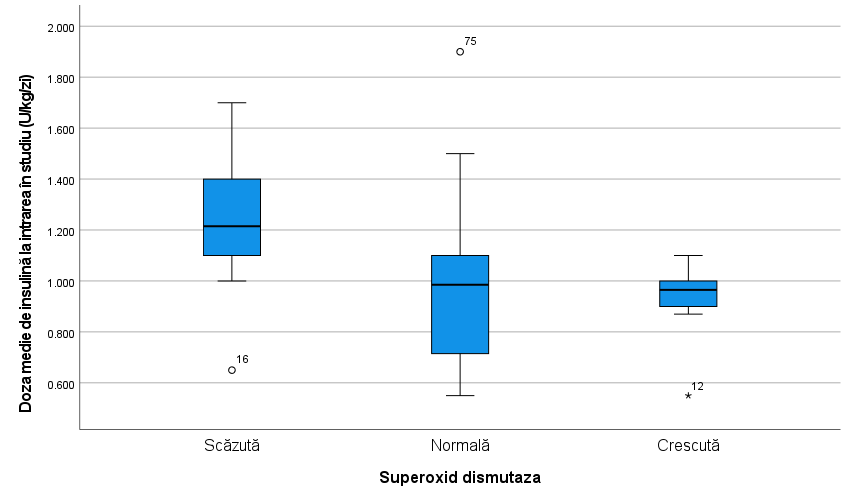 2.000
75
1.800
1.600
1.400
1.200
1.000
0.800
16
12
0.600
Doza medie de insulină la intrarea în studiu (U/kg/zi)
Scăzută
Normală
Crescută
Superoxid dismutaza